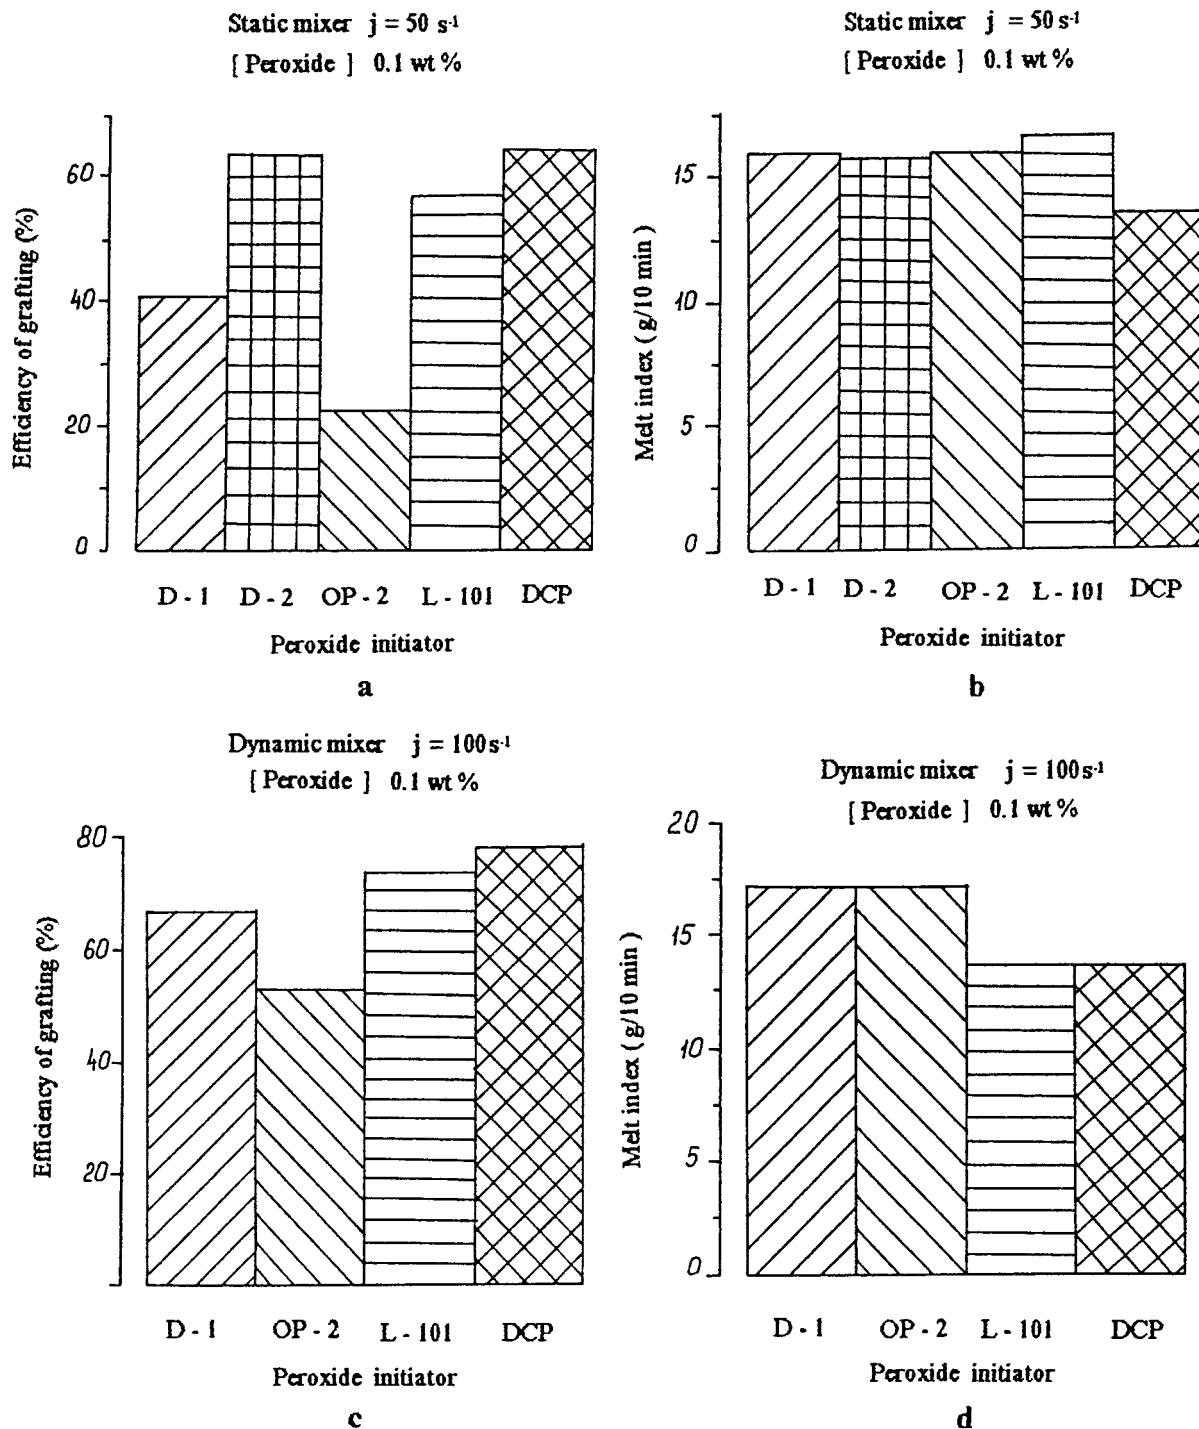 Static mixer j = 50 s-1
[ Peroxide ] 0.1 wt %
Efficiency of grafting (%)
60
40
20
0
D - 1 D - 2 OP - 2 L - 101 DCP
Peroxide initiator
a
Static mixer j = 50 s-1
[ Peroxide ] 0.1 wt %
Melt index ( g/10 min )
15
10
5
0
D - 1 D - 2 OP - 2 L - 101 DCP
Peroxide initiator
b
Dynamic mixer j = 100 s-1
[ Peroxide ] 0.1 wt %
Efficiency of grafting (%)
80
60
40
20
D - 1 OP - 2 L - 101 DCP
Peroxide initiator
c
Dynamic mixer j = 100 s-1
[ Peroxide ] 0.1 wt %
Melt index ( g/10 min )
20
15
10
5
0
D - 1 OP - 2 L - 101 DCP
Peroxide initiator
d